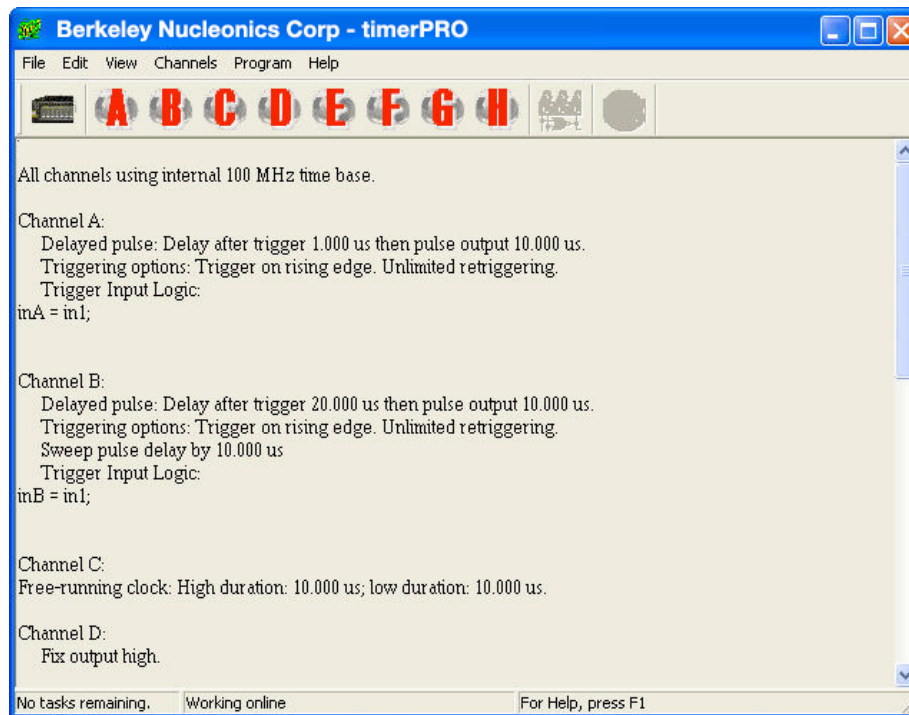 Berkeley Nucleonics Corp - timerPRO
File Edit View Channels Program Help
A B C D E F G H
All channels using internal 100 MHz time base.
Channel A:
Delayed pulse: Delay after trigger 1.000 us then pulse output 10.000 us.
Triggering options: Trigger on rising edge. Unlimited retriggering.
Trigger Input Logic:
inA = in1;
Channel B:
Delayed pulse: Delay after trigger 20.000 us then pulse output 10.000 us.
Triggering options: Trigger on rising edge. Unlimited retriggering.
Sweep pulse delay by 10.000 us
Trigger Input Logic:
inB = in1;
Channel C:
Free-running clock: High duration: 10.000 us; low duration: 10.000 us.
Channel D:
Fix output high.
No tasks remaining. Working online For Help, press F1